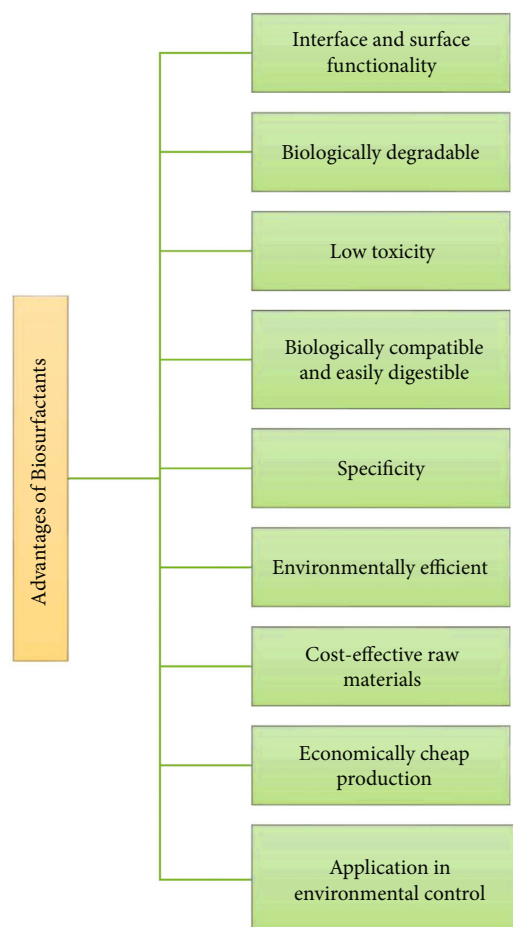 Advantages of Biosurfactants
Interface and surface
functionality
Biologically degradable
Low toxicity
Biologically compatible
and easily digestible
Specificity
Environmentally efficient
Cost-effective raw
materials
Economically cheap
production
Application in
environmental control